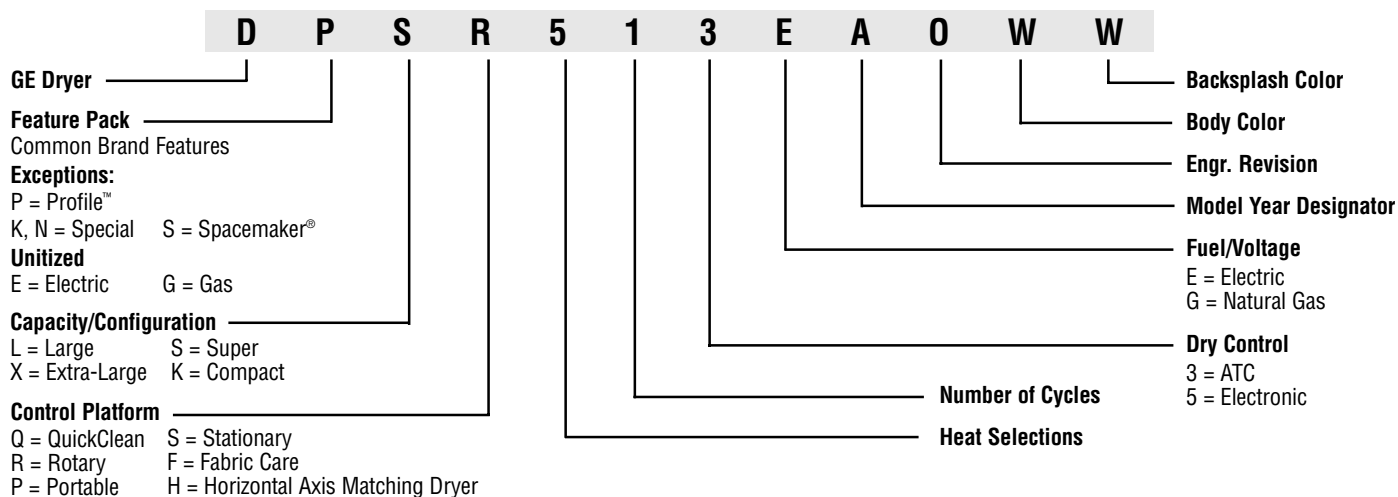 D P S R 5 1 3 E A O W W
GE Dryer
Feature Pack
Common Brand Features
Exceptions:
P = Profile™
K, N = Special S = Spacemaker®
Unitized
E = Electric G = Gas
Capacity/Configuration
L = Large S = Super
X = Extra-Large K = Compact
Control Platform
Q = QuickClean S = Stationary
R = Rotary F = Fabric Care
P = Portable H = Horizontal Axis Matching Dryer
Number of Cycles
Heat Selections
Backsplash Color
Body Color
Engr. Revision
Model Year Designator
Fuel/Voltage
E = Electric
G = Natural Gas
Dry Control
3 = ATC
5 = Electronic